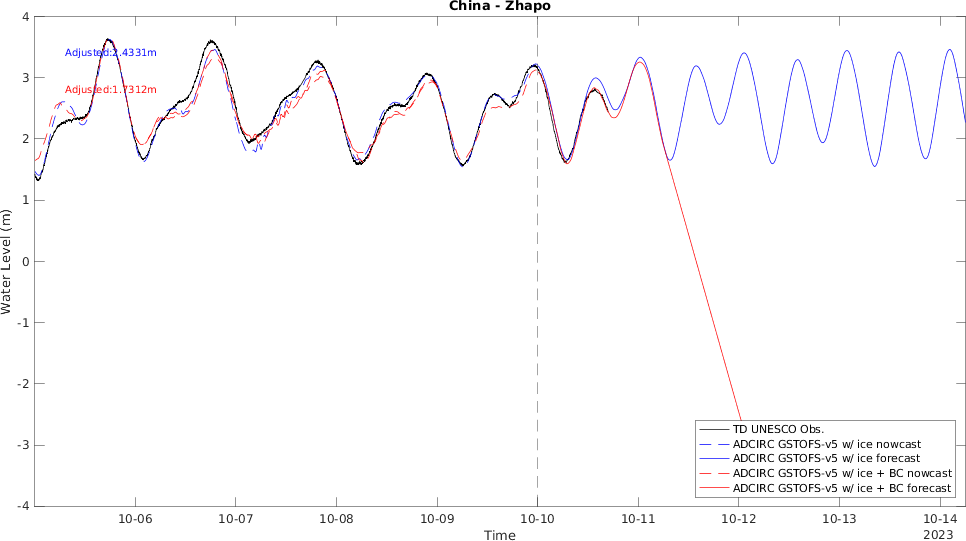 China - Zhapo
Adjusted:2.4331m
Adjusted:1.7312m
Water Level (m)
4
3
2
1
0
-1
-2
-3
-4
TD UNESCO Obs.
ADCIRC GSTOFS-v5 w/ ice nowcast
ADCIRC GSTOFS-v5 w/ ice forecast
ADCIRC GSTOFS-v5 w/ ice + BC nowcast
ADCIRC GSTOFS-v5 w/ ice + BC forecast
10-06 10-07 10-08 10-09 10-10 10-11 10-12 10-13 10-14
2023
Time